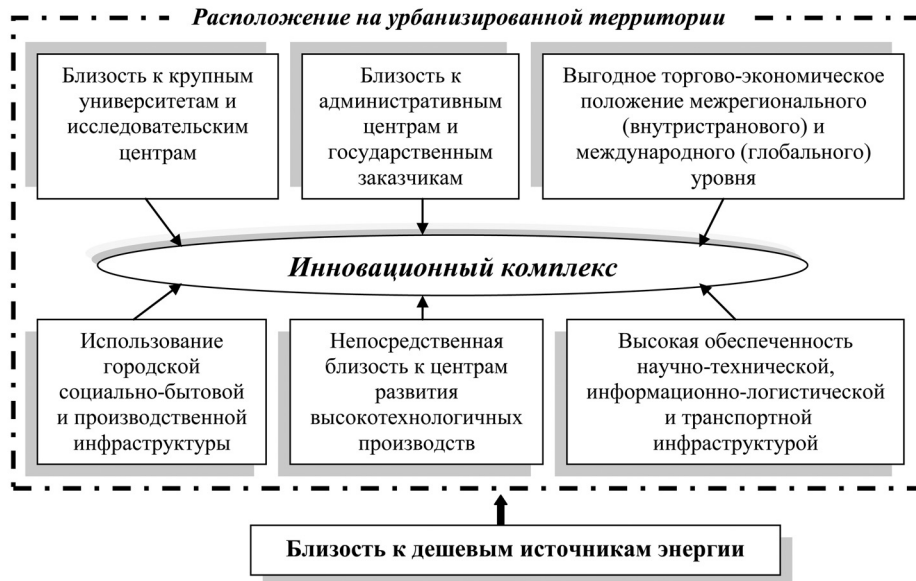 Расположение на урбанизированной территории
Близость к крупным
университетам и
исследовательским
центрам
Близость к
административным
центрам и
государственным
заказчикам
Выгодное торгово-экономическое
положение межрегионального
(внутристранового) и
международного (глобального)
уровня
Инновационный комплекс
Использование
городской
социально-бытовой
и производственной
инфраструктуры
Непосредственная
близость к центрам
развития
высокотехнологичных
производств
Высокая обеспеченность
научно-технической,
информационно-логистической
и транспортной
инфраструктурой
Близость к дешевым источникам энергии